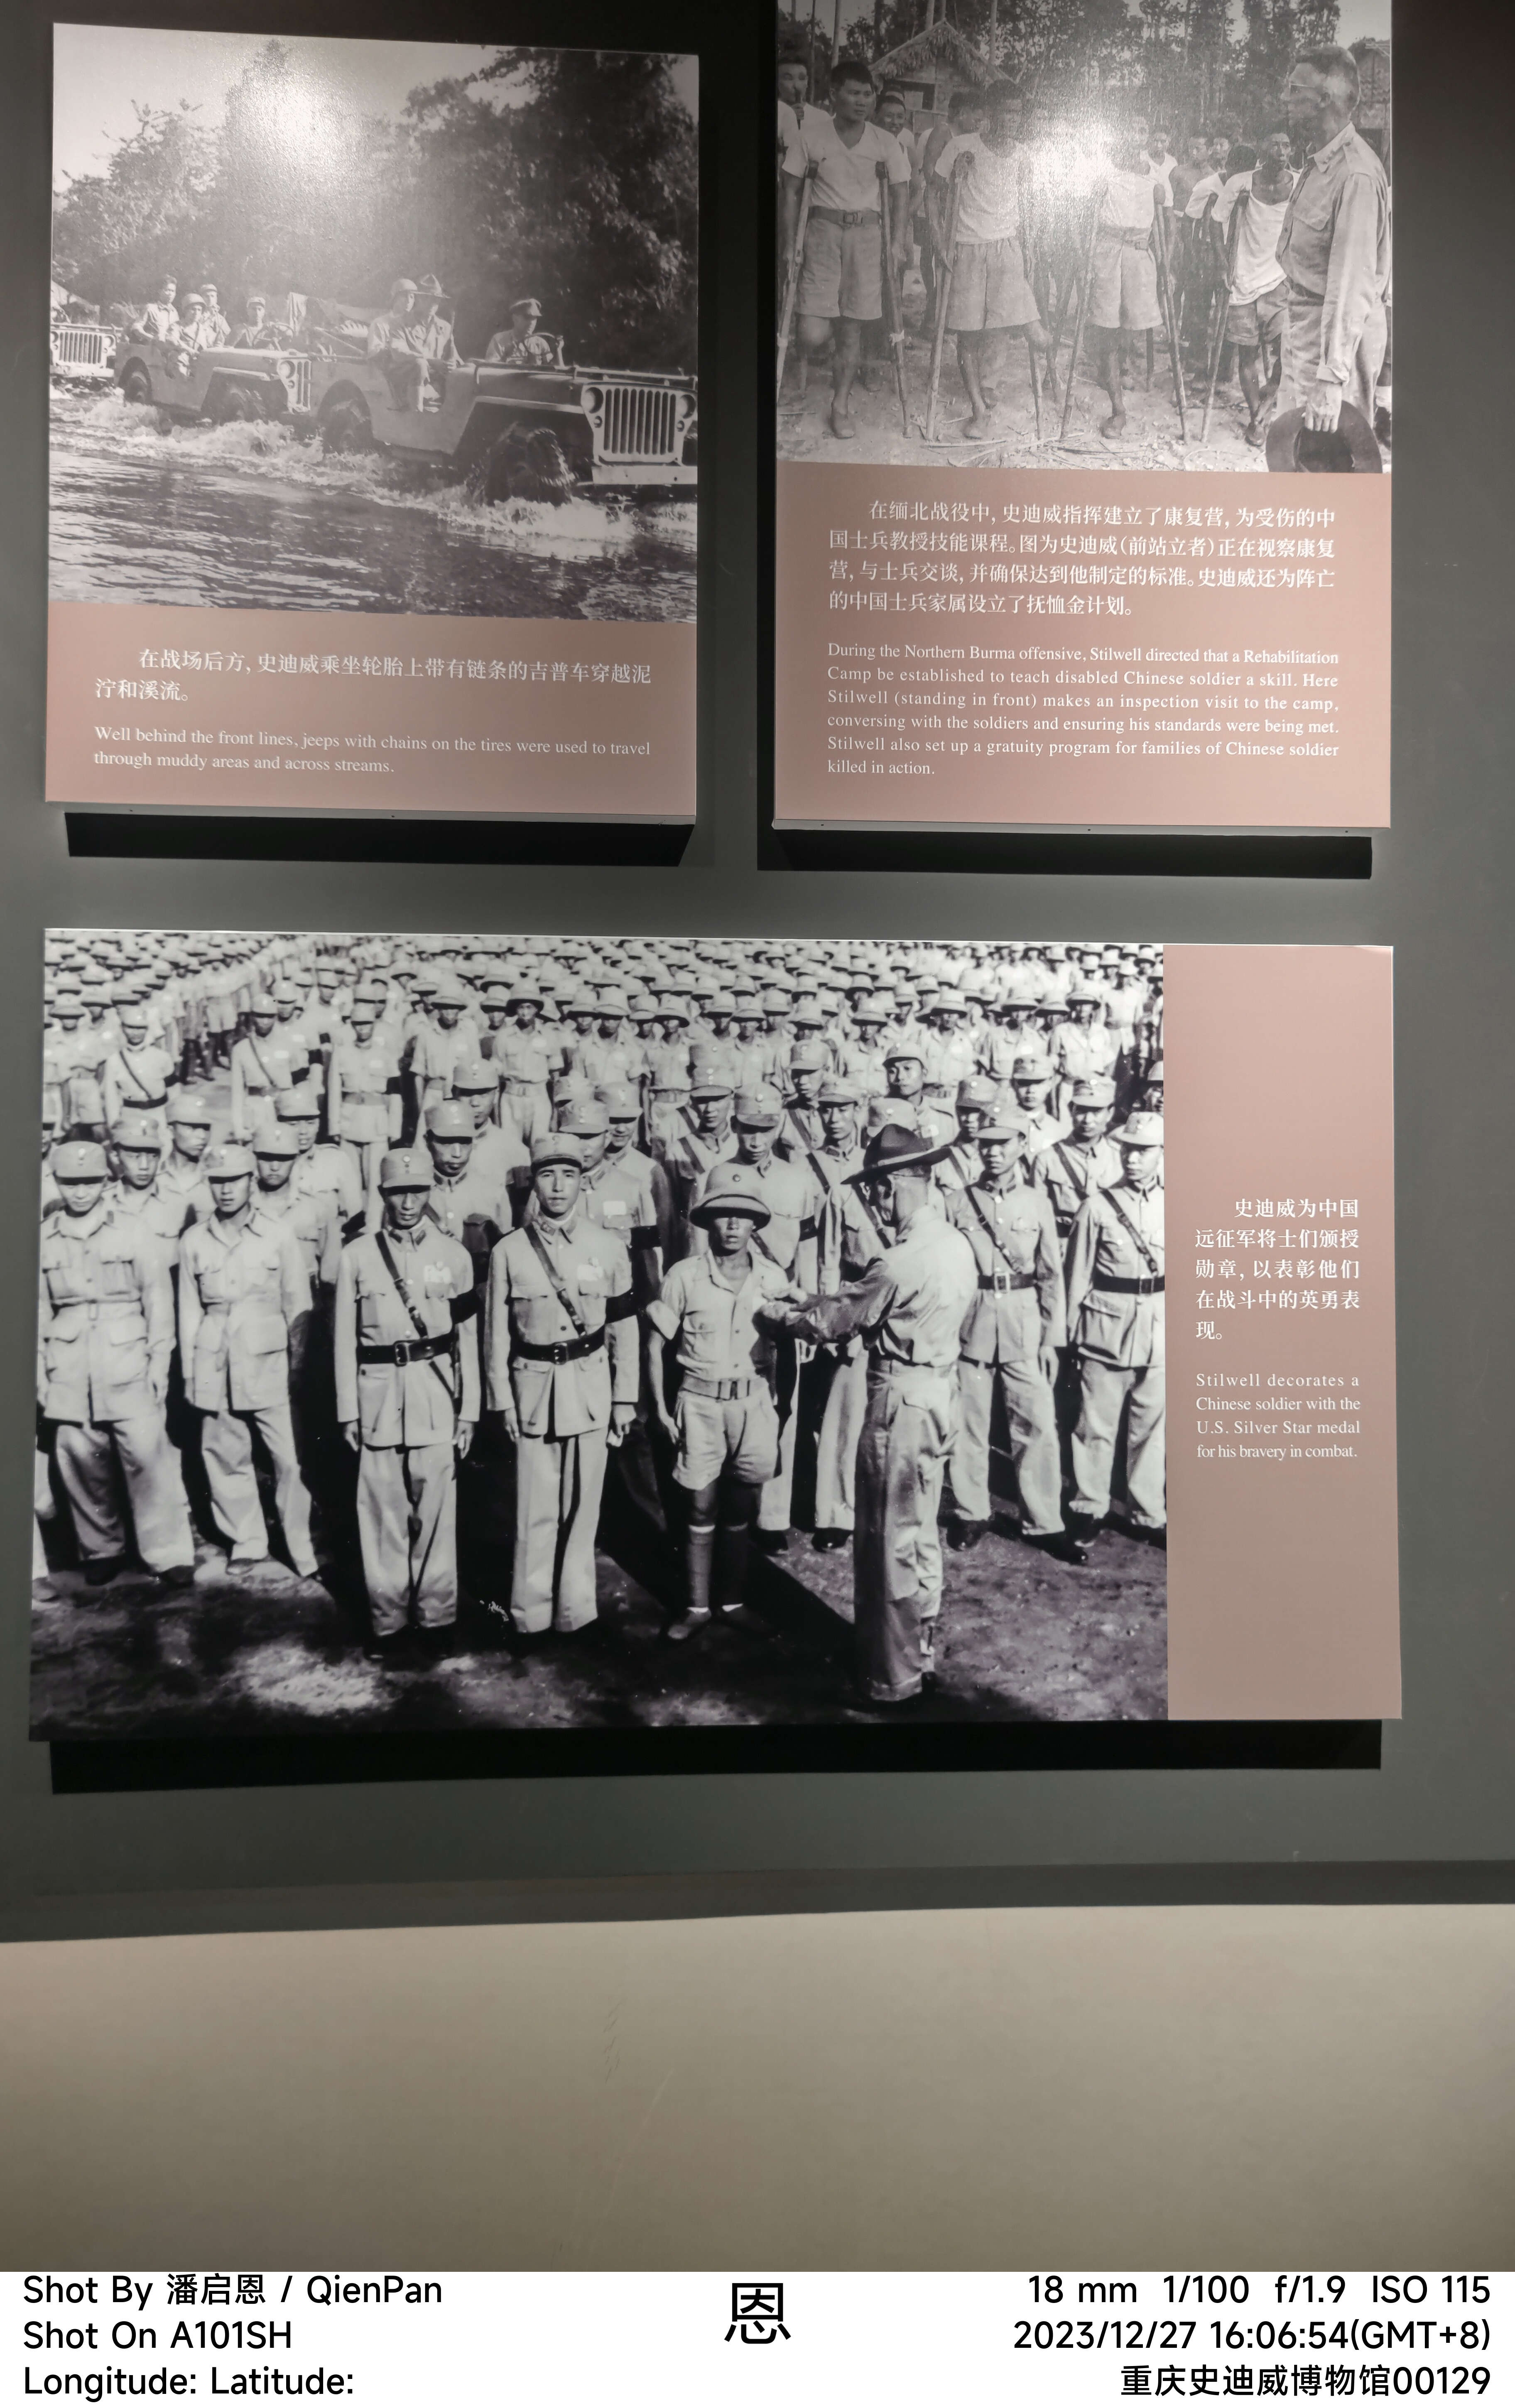 在战场后方，史迪威乘坐轮胎上带有链条的吉普车穿越泥
泞和溪流。
Well behind the front lines, jeeps with chains on the tires were used to travel
through muddy areas and across streams.
在缅北战役中，史迪威指挥建立了康复营，为受伤的中
国士兵教授技能课程。图为史迪威（前站立者）正在视察康复
营，与士兵交谈，并确保达到他制定的标准。史迪威还为阵亡
的中国士兵家属设立了抚恤金计划。
During the Northern Burma offensive, Stilwell directed that a Rehabilitation
Camp be established to teach disabled Chinese soldier a skill. Here
Stilwell (standing in front) makes an inspection visit to the camp,
conversing with the soldiers and ensuring his standards were being met.
Stilwell also set up a gratuity program for families of Chinese soldier
killed in action.
史迪威为中国
远征军将士们颁授
勋章，以表彰他们
在战斗中的英勇表
现。
Stilwell decorates a
Chinese soldier with the
U.S. Silver Star medal
for his bravery in combat.
Shot By 潘启恩 / QienPan
Shot On A101SH
Longitude: Latitude:
恩
18 mm 1/100 f/1.9 ISO 115
2023/12/27 16:06:54(GMT+8)
重庆史迪威博物馆00129